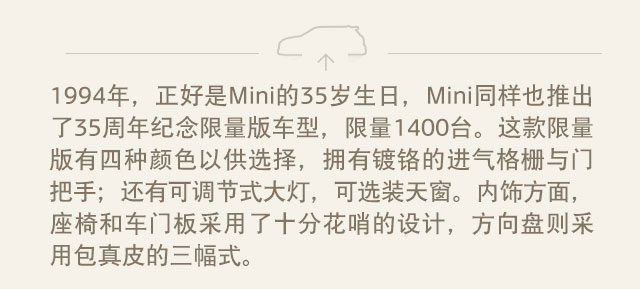 1994年，正好是Mini的35岁生日，Mini同样也推出
了35周年纪念限量版车型，限量1400台。这款限量
版有四种颜色以供选择，拥有镀铬的进气格栅与门
把手；还有可调节式大灯，可选装天窗。内饰方面，
座椅和车门板采用了十分花哨的设计，方向盘则采
用包真皮的三幅式。